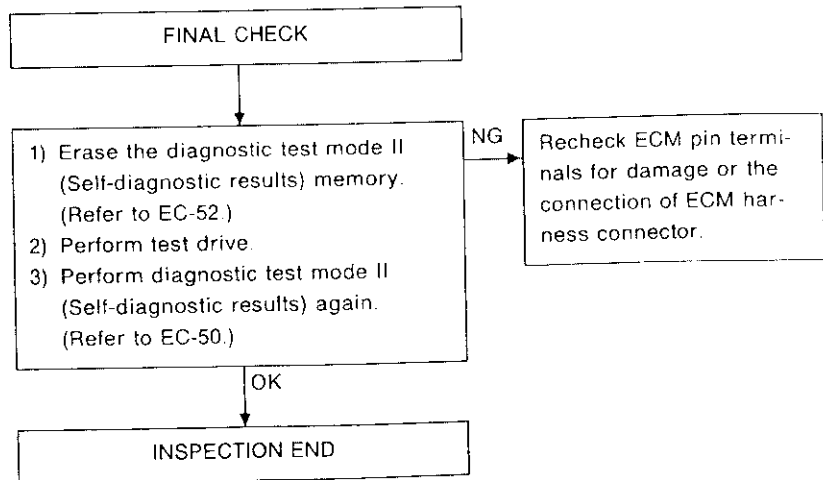 FINAL CHECK
1) Erase the diagnostic test mode II
(Self-diagnostic results) memory.
(Refer to EC-52.)
2) Perform test drive.
3) Perform diagnostic test mode II
(Self-diagnostic results) again.
(Refer to EC-50.)
NG
Recheck ECM pin termi-
nals for damage or the
connection of ECM har-
ness connector.
OK
INSPECTION END